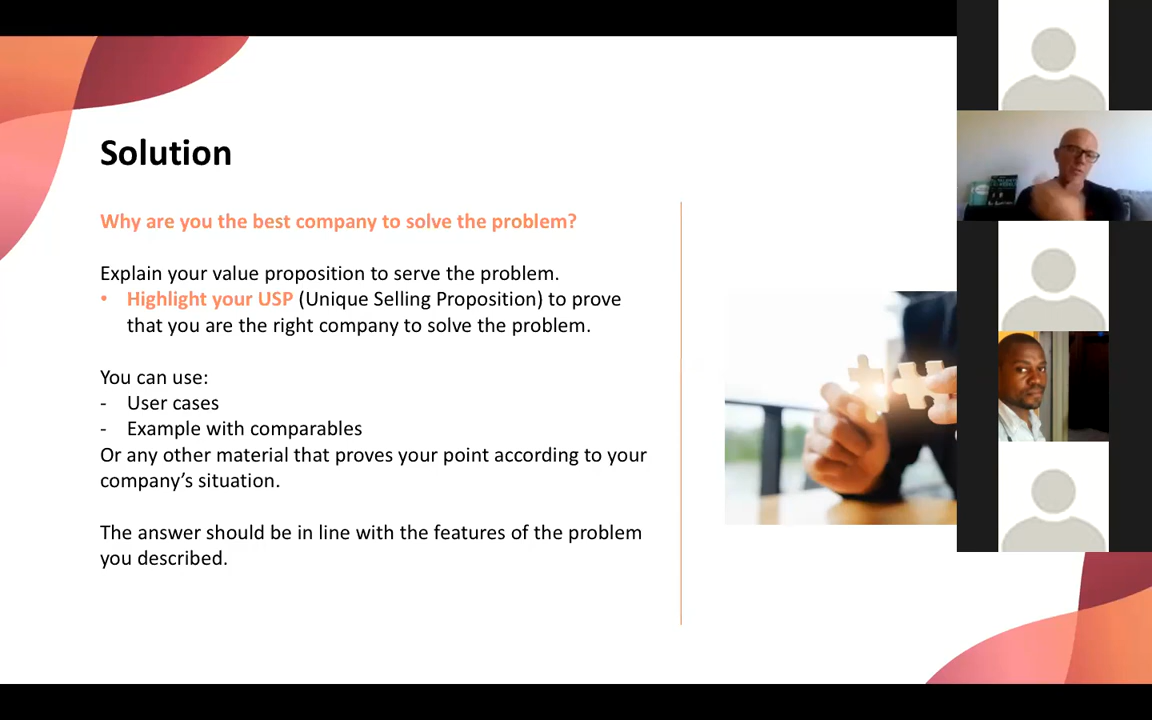 Solution
Why are you the best company to solve the problem?
Explain your value proposition to serve the problem.
• Highlight your USP (Unique Selling Proposition) to prove
that you are the right company to solve the problem.
You can use:
- User cases
- Example with comparables
Or any other material that proves your point according to your
company's situation.
The answer should be in line with the features of the problem
you described.